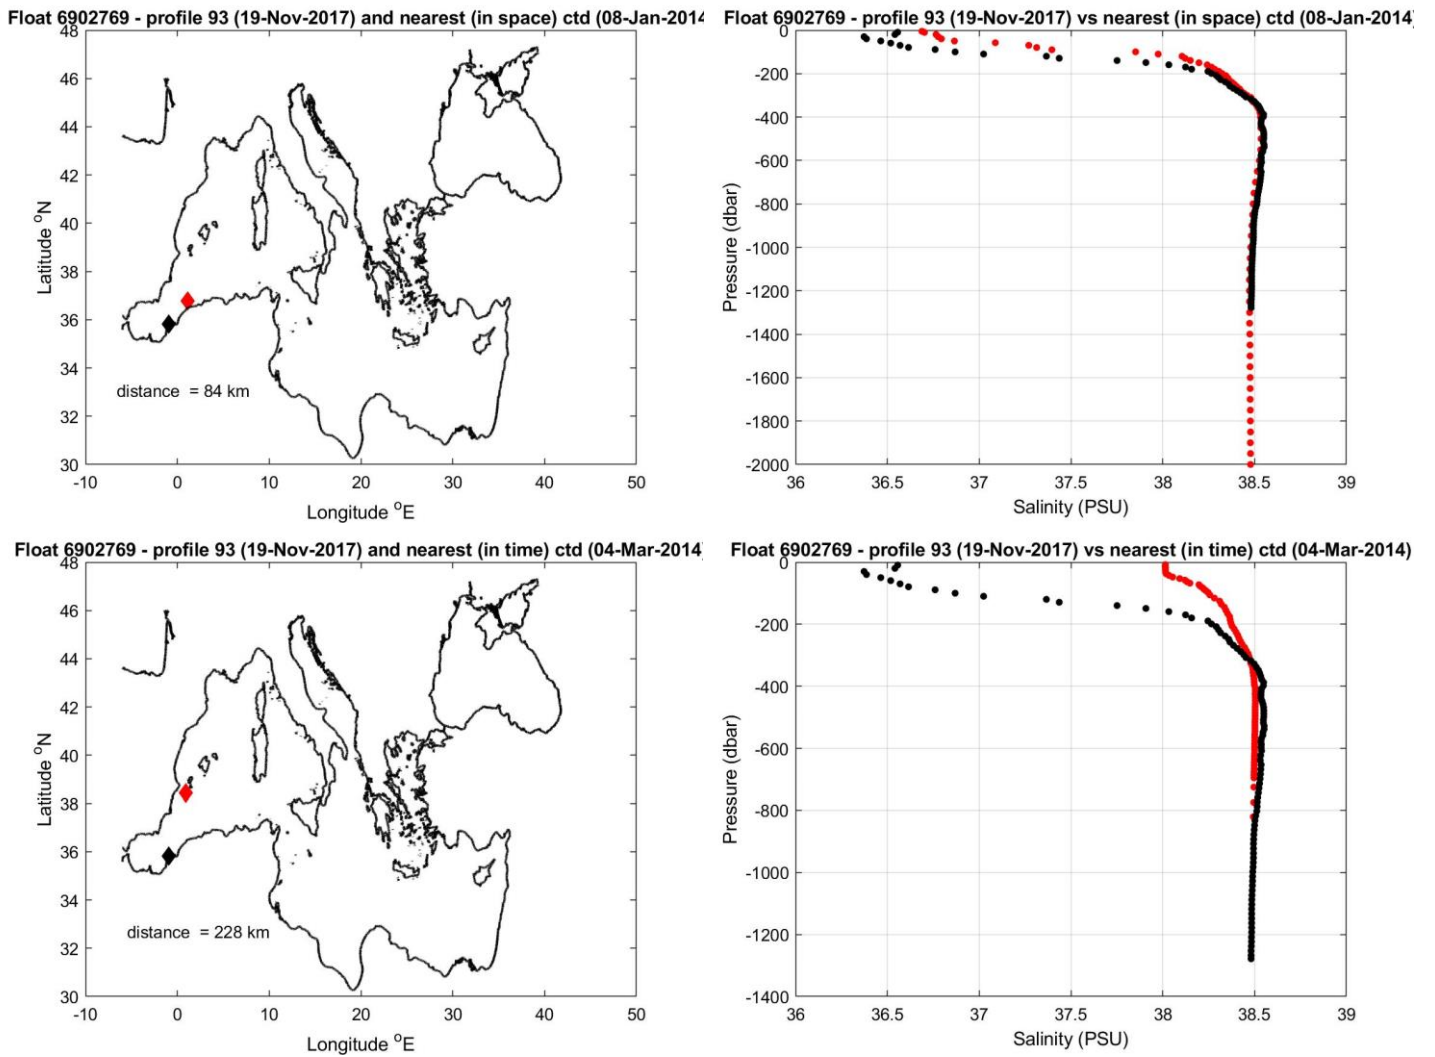 Float 6902769 - profile 93 (19-Nov-2017) and nearest (in space) ctd (08-Jan-2014
48
46
44
42
40
38
36
34
32
30
Latitude °N
distance = 84 km
-10 0 10 20 30 40 50
Longitude °E
Float 6902769 - profile 93 (19-Nov-2017) vs nearest (in space) ctd (08-Jan-2014)
0
-200
-400
-600
-800
-1000
-1200
-1400
-1600
-1800
-2000
Pressure (dbar)
36 36.5 37 37.5 38 38.5 39
Salinity (PSU)
Float 6902769 - profile 93 (19-Nov-2017) and nearest (in time) ctd (04-Mar-2014)
48
46
44
42
40
38
36
34
32
30
Latitude °N
distance = 228 km
-10 0 10 20 30 40 50
Longitude °E
Float 6902769 - profile 93 (19-Nov-2017) vs nearest (in time) ctd (04-Mar-2014)
0
-200
-400
-600
-800
-1000
-1200
-1400
Pressure (dbar)
36 36.5 37 37.5 38 38.5 39
Salinity (PSU)